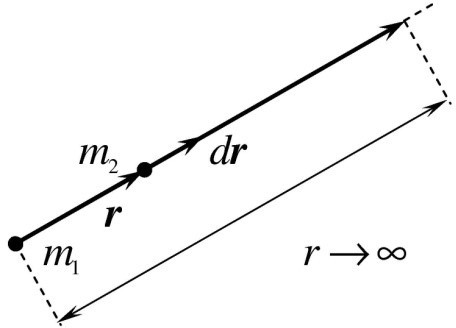 m₂
dr
r
m₁
r → ∞